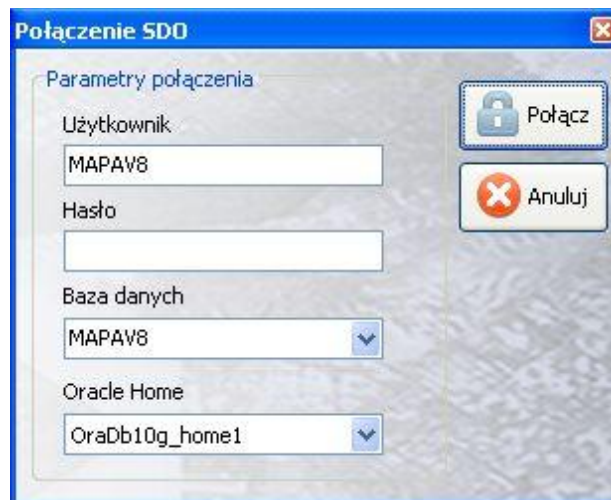 Połączenie SDO
Parametry połączenia
Użytkownik
MAPAV8
Hasło
Baza danych
MAPAV8
Oracle Home
OraDb10g_home1
Połącz
Anuluj